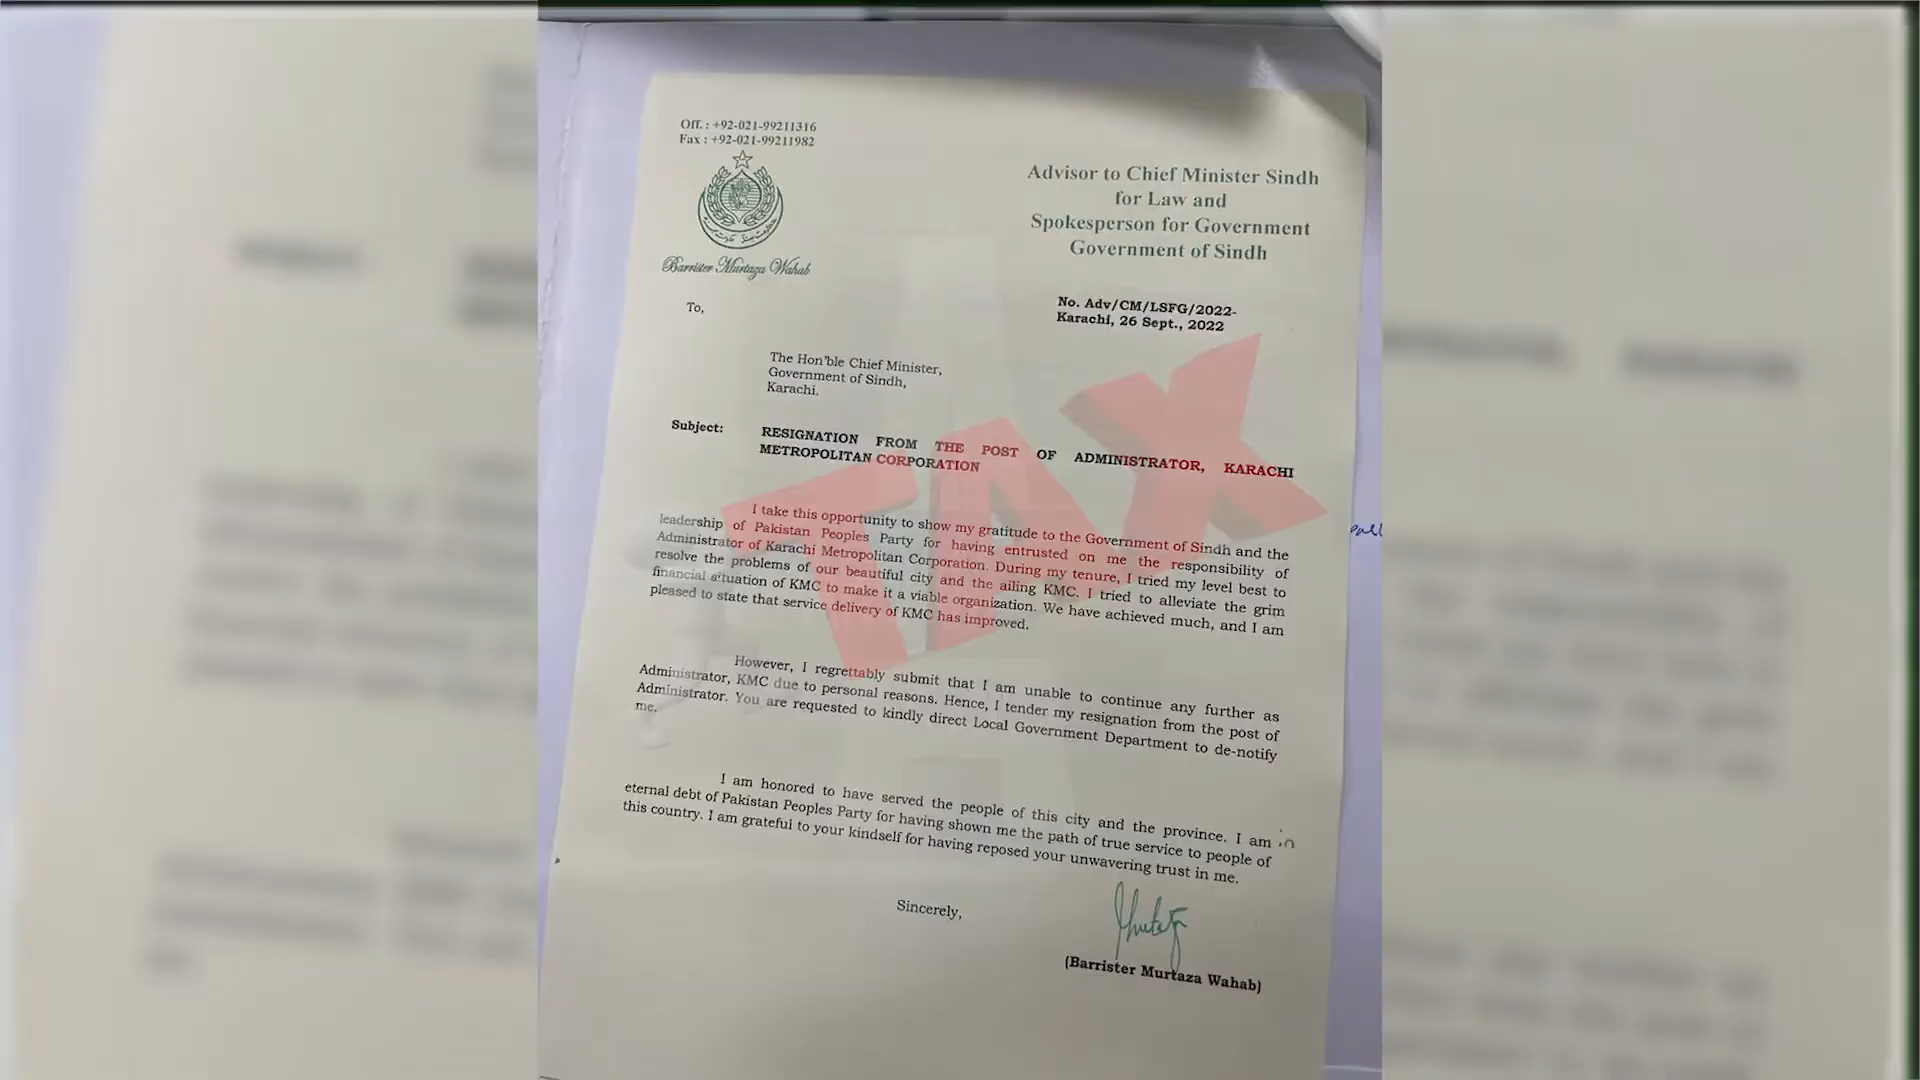 Off. : +92-021-99211316
Fax : +92-021-99211982
Barrister Murtaza Wahab
Advisor to Chief Minister Sindh
for Law and
Spokesperson for Government
Government of Sindh
No. Adv/CM/LSFG/2022-
Karachi, 26 Sept., 2022
To,
The Hon'ble Chief Minister,
Government of Sindh,
Karachi.
Subject: RESIGNATION FROM THE POST OF ADMINISTRATOR, KARACHI
METROPOLITAN CORPORATION
TAX
I take this opportunity to show my gratitude to the Government of Sindh and the
leadership of Pakistan Peoples Party for having entrusted on me the responsibility of
Administrator of Karachi Metropolitan Corporation. During my tenure, I tried my level best to
resolve the problems of our beautiful city and the ailing KMC. I tried to alleviate the grim
financial situation of KMC to make it a viable organization. We have achieved much, and I am
pleased to state that service delivery of KMC has improved.
However, I regrettably submit that I am unable to continue any further as
Administrator, KMC due to personal reasons. Hence, I tender my resignation from the post of
Administrator. You are requested to kindly direct Local Government Department to de-notify
me.
I am honored to have served the people of this city and the province. I am in
eternal debt of Pakistan Peoples Party for having shown me the path of true service to people of
this country. I am grateful to your kindself for having reposed your unwavering trust in me.
Sincerely,
(Barrister Murtaza Wahab)